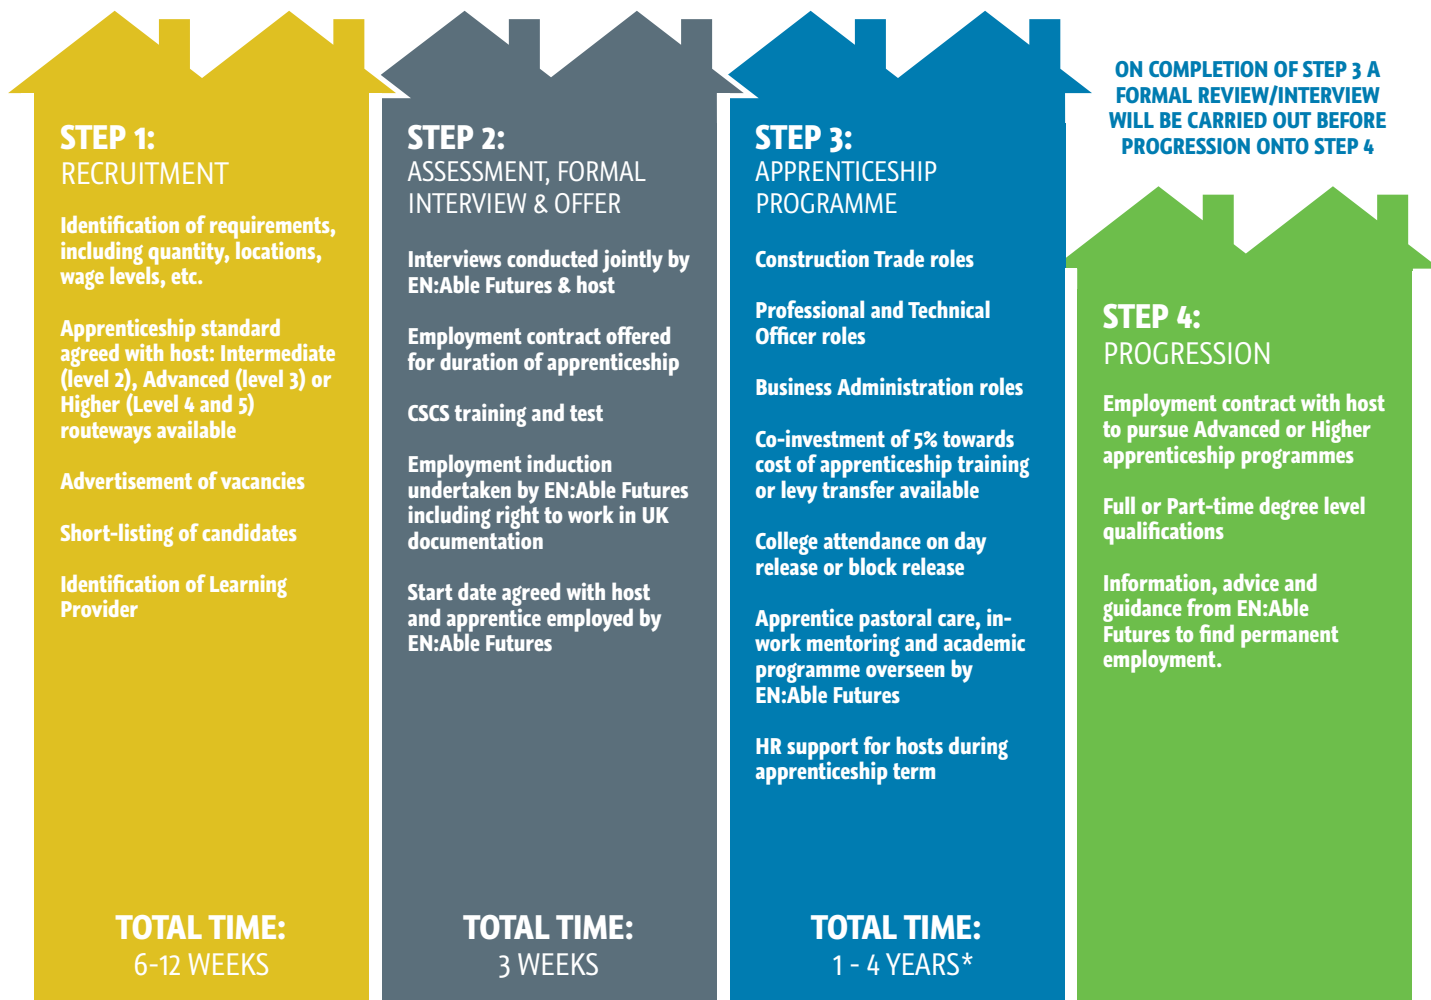 STEP 1:
RECRUITMENT
Identification of requirements,
including quantity, locations,
wage levels, etc.
Apprenticeship standard
agreed with host: Intermediate
(level 2), Advanced (level 3) or
Higher (Level 4 and 5)
routeways available
Advertisement of vacancies
Short-listing of candidates
Identification of Learning
Provider
TOTAL TIME:
6-12 WEEKS
STEP 2:
ASSESSMENT, FORMAL
INTERVIEW & OFFER
Interviews conducted jointly by
EN:Able Futures & host
Employment contract offered
for duration of apprenticeship
CSCS training and test
Employment induction
undertaken by EN:Able Futures
including right to work in UK
documentation
Start date agreed with host
and apprentice employed by
EN:Able Futures
TOTAL TIME:
3 WEEKS
STEP 3:
APPRENTICESHIP
PROGRAMME
Construction Trade roles
Professional and Technical
Officer roles
Business Administration roles
Co-investment of 5% towards
cost of apprenticeship training
or levy transfer available
College attendance on day
release or block release
Apprentice pastoral care, in-
work mentoring and academic
programme overseen by
EN:Able Futures
HR support for hosts during
apprenticeship term
TOTAL TIME:
1 - 4 YEARS*
ON COMPLETION OF STEP 3 A
FORMAL REVIEW/INTERVIEW
WILL BE CARRIED OUT BEFORE
PROGRESSION ONTO STEP 4
STEP 4:
PROGRESSION
Employment contract with host
to pursue Advanced or Higher
apprenticeship programmes
Full or Part-time degree level
qualifications
Information, advice and
guidance from EN:Able
Futures to find permanent
employment.